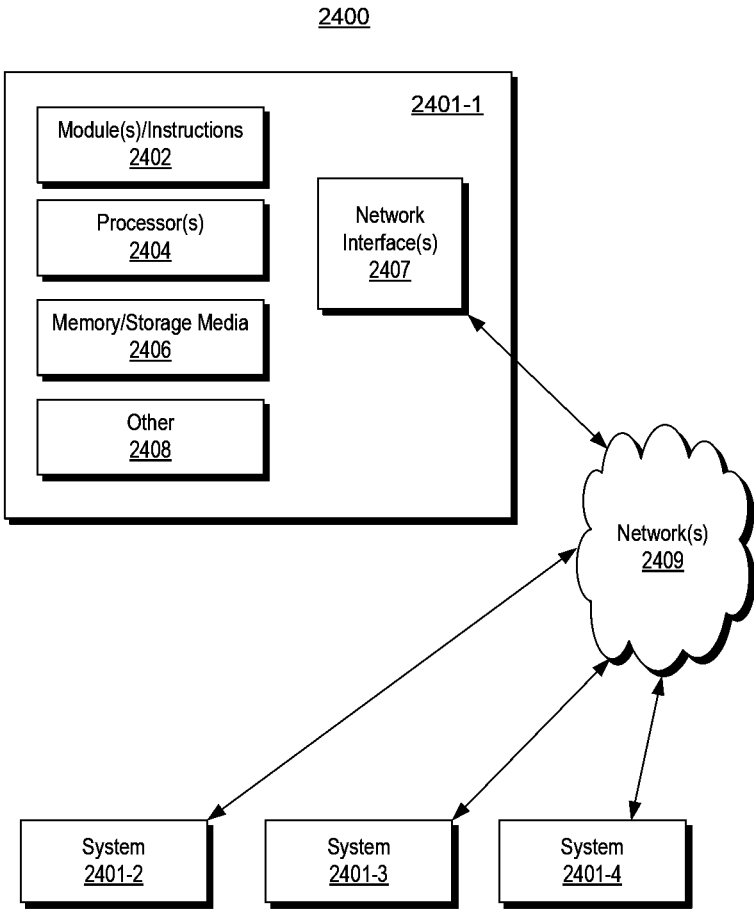 2400
2401-1
Module(s)/Instructions
2402
Processor(s)
2404
Memory/Storage Media
2406
Other
2408
Network
Interface(s)
2407
Network(s)
2409
System
2401-2
System
2401-3
System
2401-4